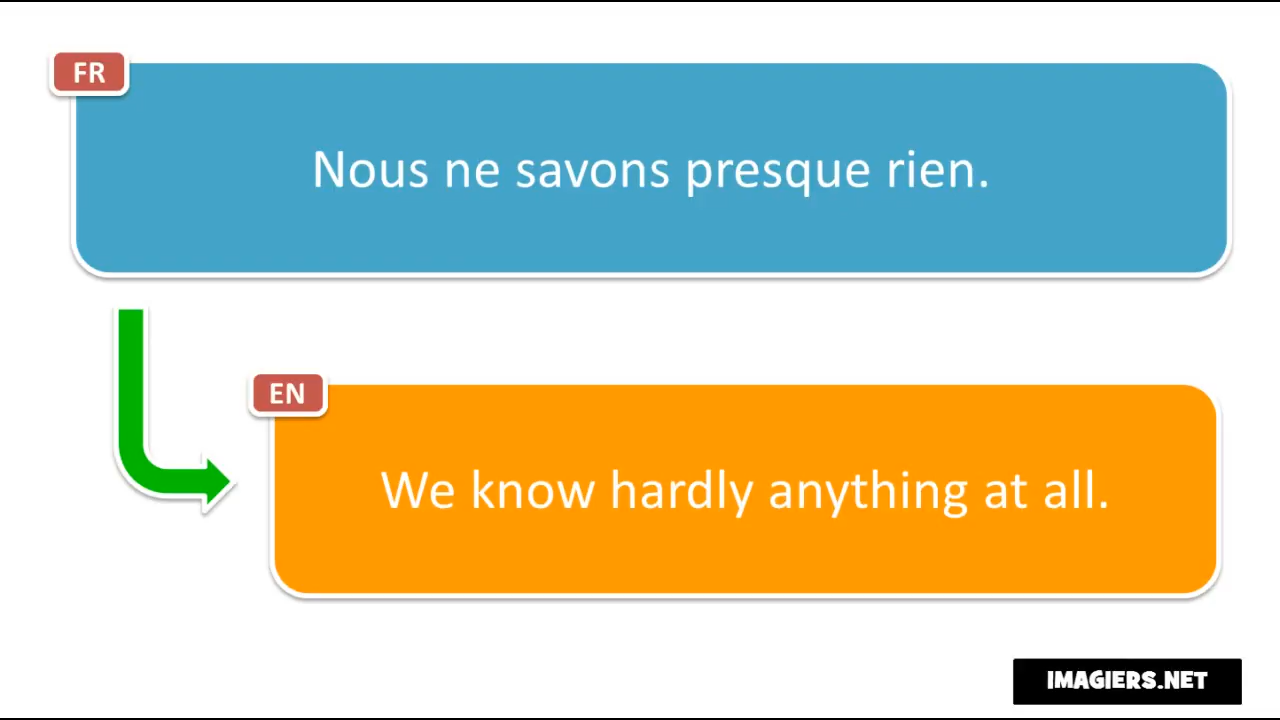 FR
Nous ne savons presque rien.
EN
We know hardly anything at all.
IMAGIERS.NET